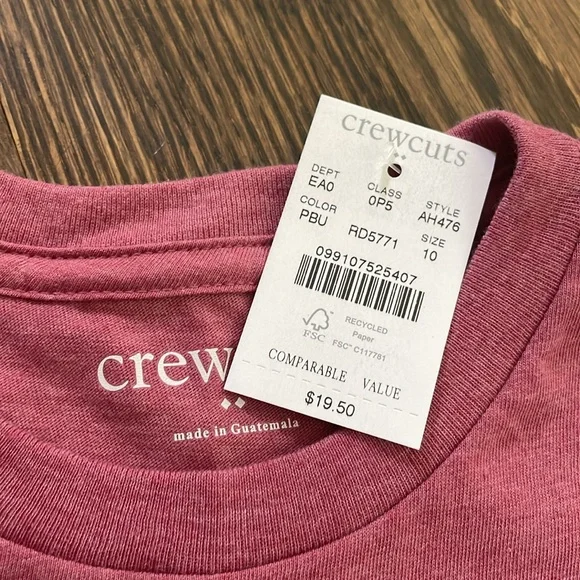 crewcuts
DEPT CLASS STYLE
EA0 0P5 AH476
COLOR SIZE
PBU RD5771 10
099107525407
FSC
RECYCLED
Paper
FSC® C117781
COMPARABLE VALUE
$19.50
crew
made in Guatemala